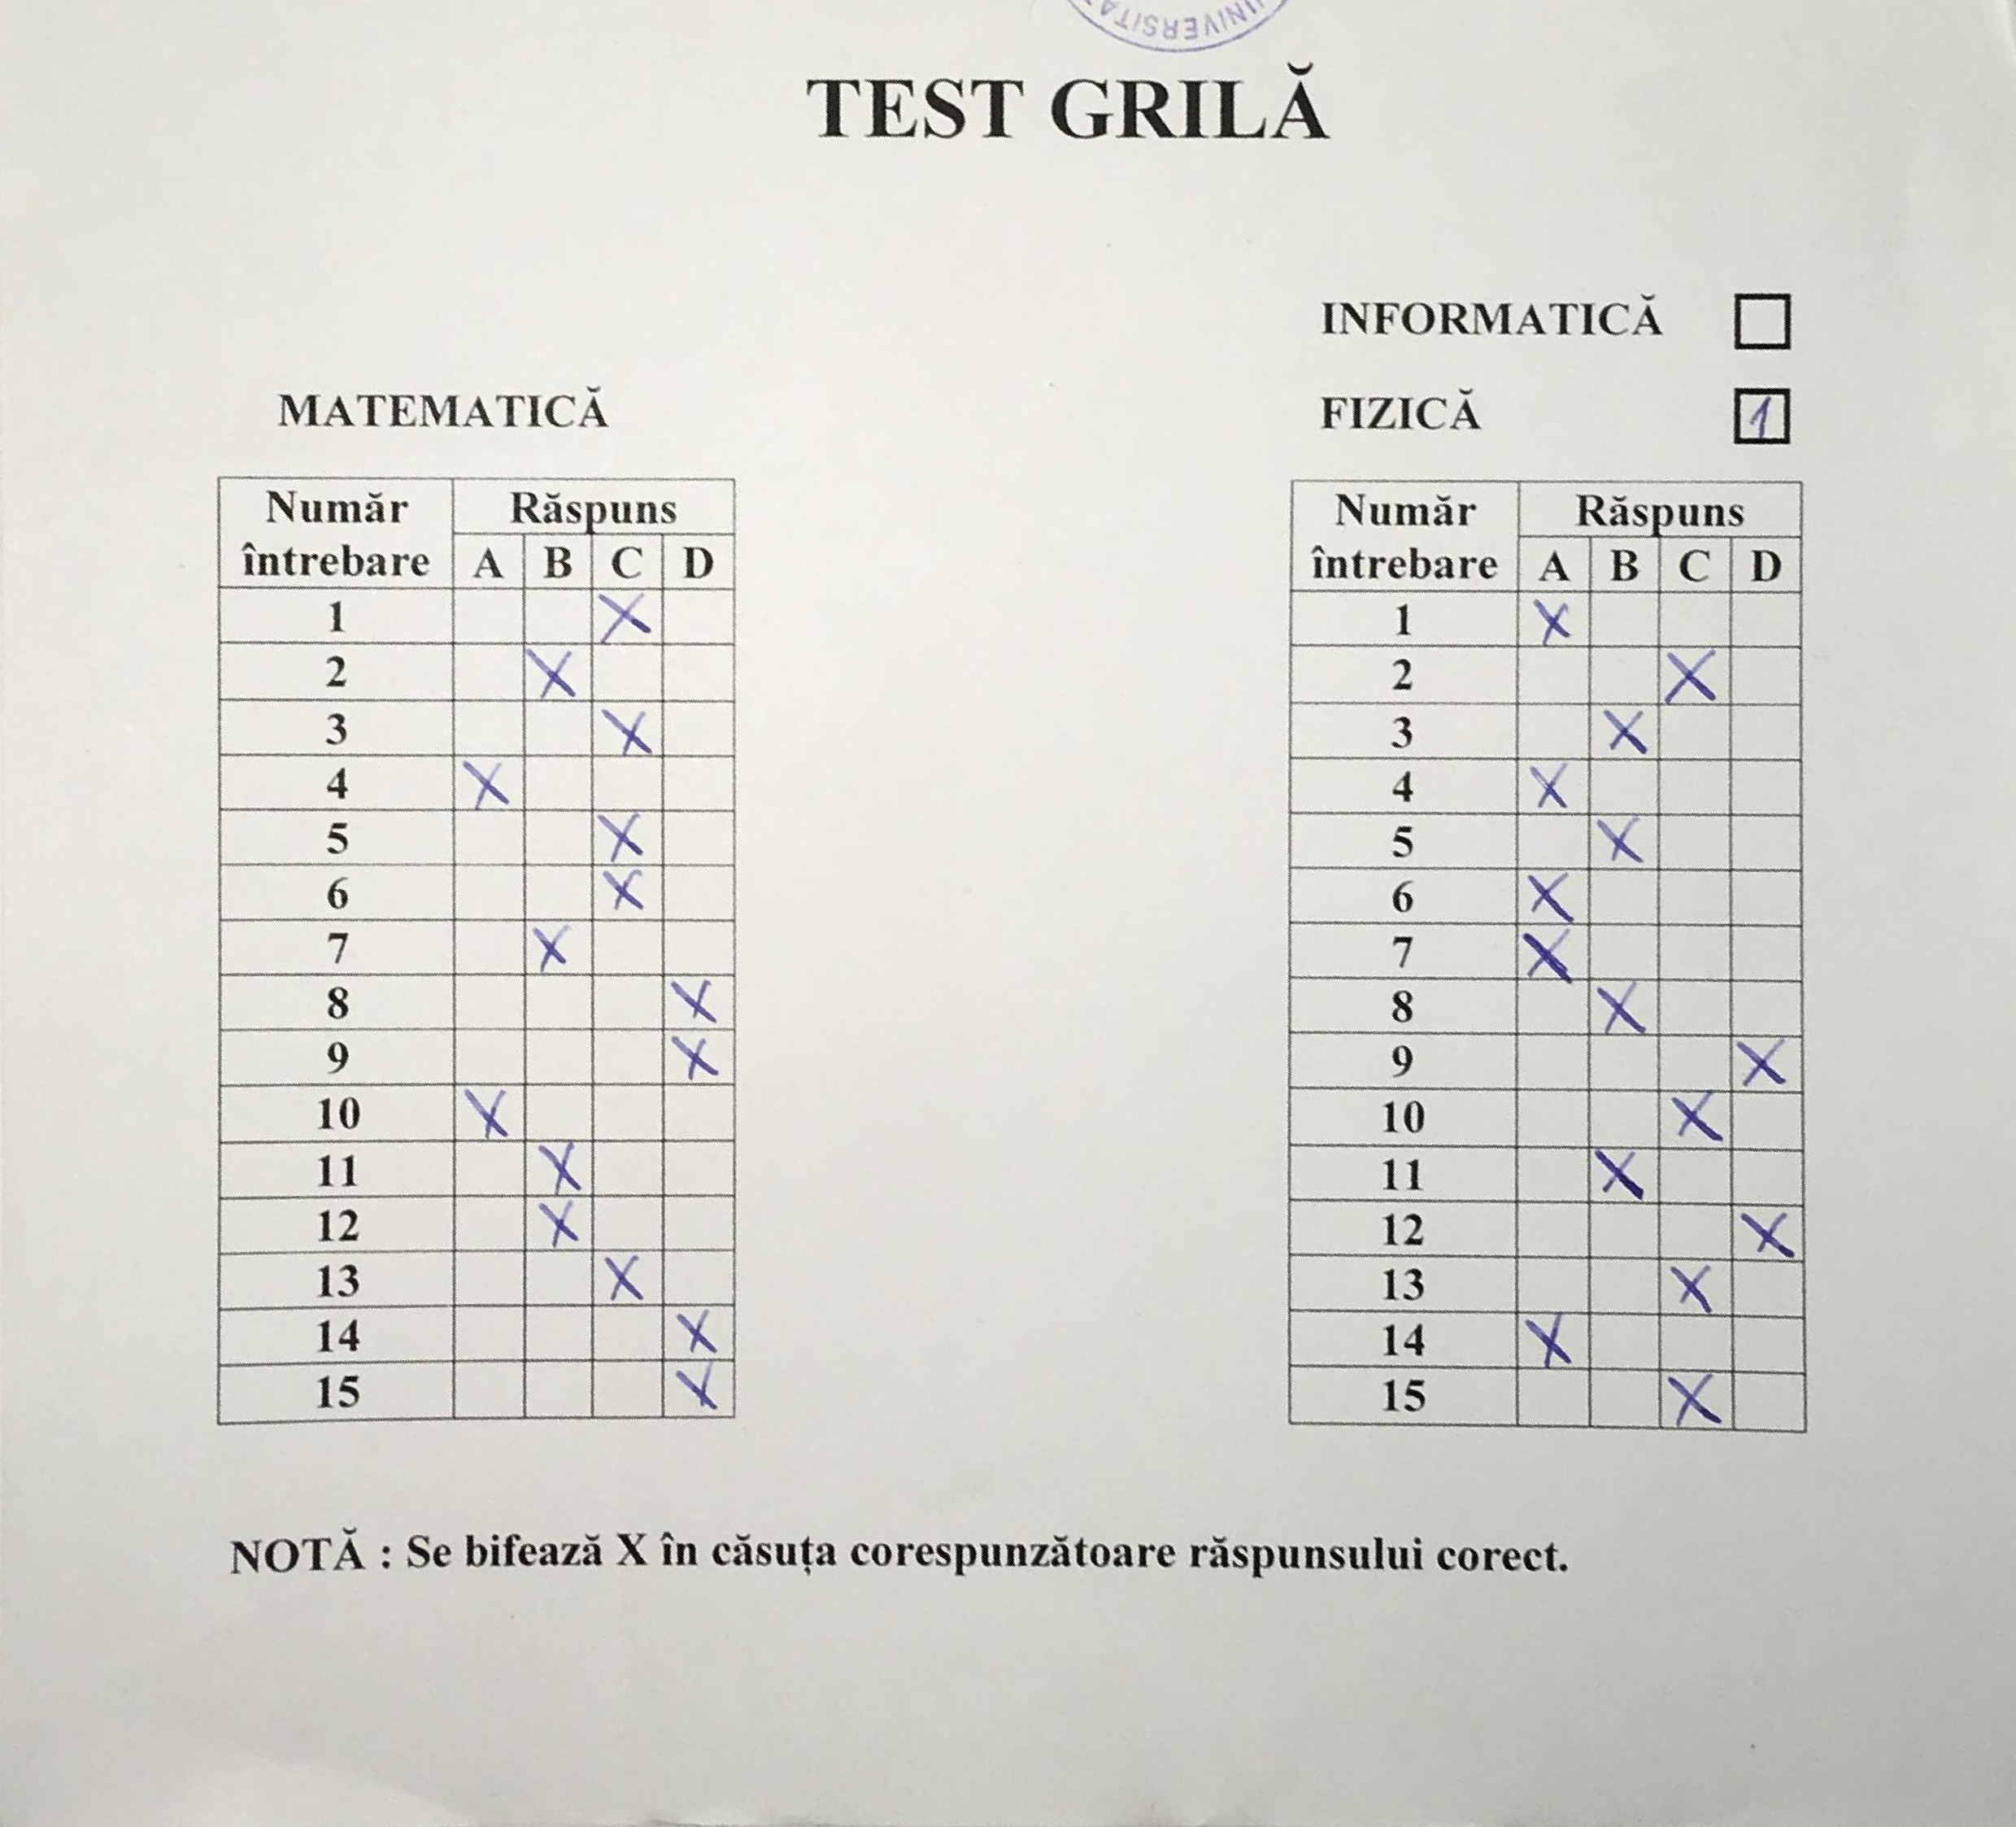 UNIVERSITA
TEST GRILĂ
INFORMATICĂ
MATEMATICĂ
FIZICĂ 1
Număr întrebare Răspuns
A B C D
1 X
2 X
3 X
4 X
5 X
6 X
7 X
8 X
9 X
10 X
11 X
12 X
13 X
14 X
15 X
Număr întrebare Răspuns
A B C D
1 X
2 X
3 X
4 X
5 X
6 X
7 X
8 X
9 X
10 X
11 X
12 X
13 X
14 X
15 X
NOTĂ : Se bifează X în căsuța corespunzătoare răspunsului corect.